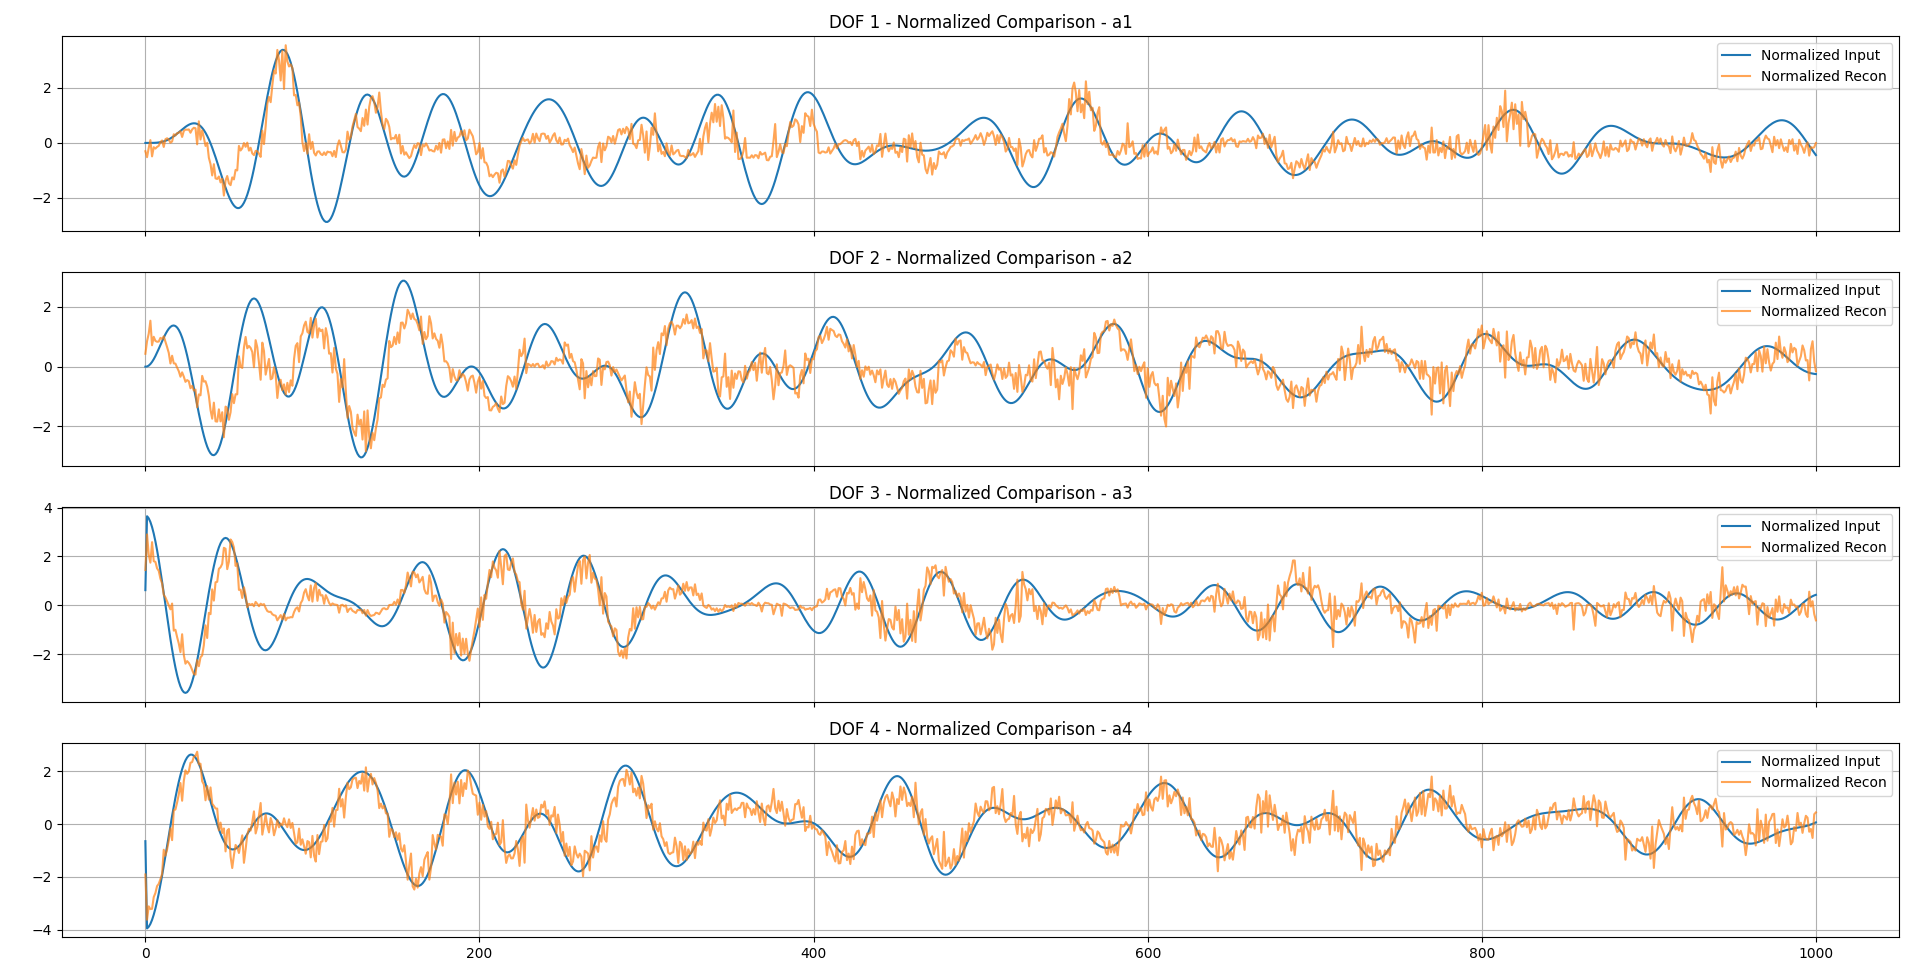 DOF 1 - Normalized Comparison - a1
Normalized Input
Normalized Recon
2
0
−2
DOF 2 - Normalized Comparison - a2
Normalized Input
Normalized Recon
2
0
−2
DOF 3 - Normalized Comparison - a3
Normalized Input
Normalized Recon
4
2
0
−2
DOF 4 - Normalized Comparison - a4
Normalized Input
Normalized Recon
2
0
−2
−4
0 200 400 600 800 1000